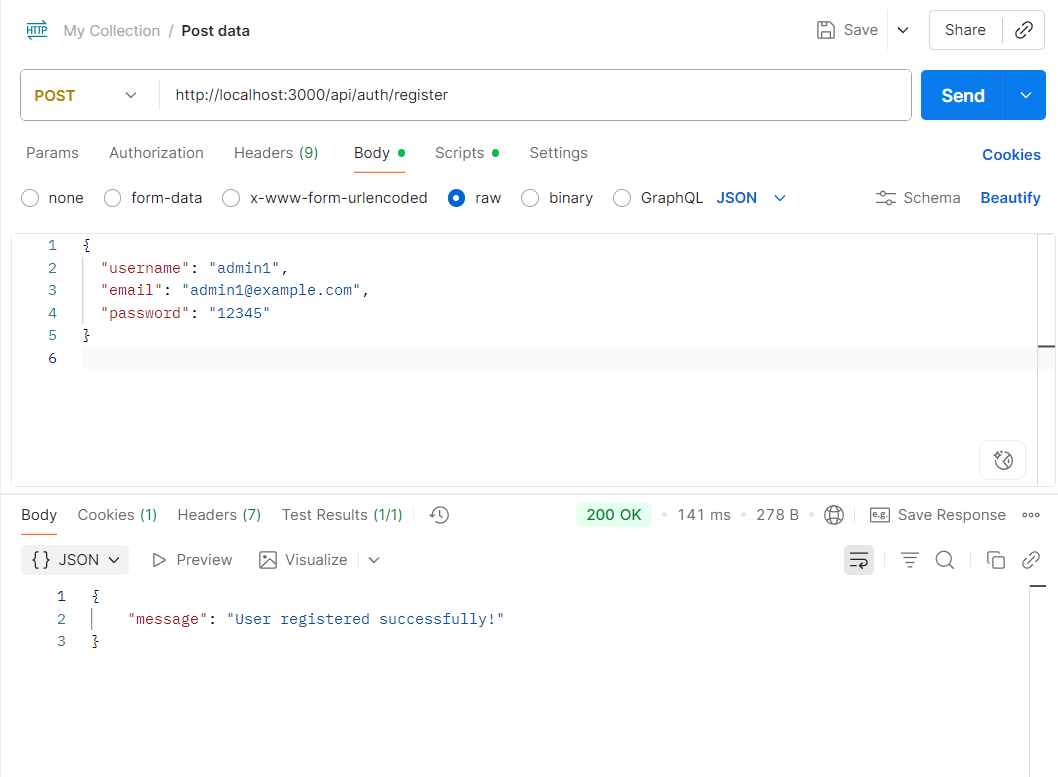 HTTP My Collection / Post data Save Share
POST http://localhost:3000/api/auth/register Send
Params Authorization Headers (9) Body Scripts Settings Cookies
none form-data x-www-form-urlencoded raw binary GraphQL JSON Schema Beautify
1 {
2 "username": "admin1",
3 "email": "admin1@example.com",
4 "password": "12345"
5 }
6
Body Cookies (1) Headers (7) Test Results (1/1) 200 OK • 141 ms • 278 B • e.g. Save Response
{} JSON Preview Visualize
1 {
2 "message": "User registered successfully!"
3 }